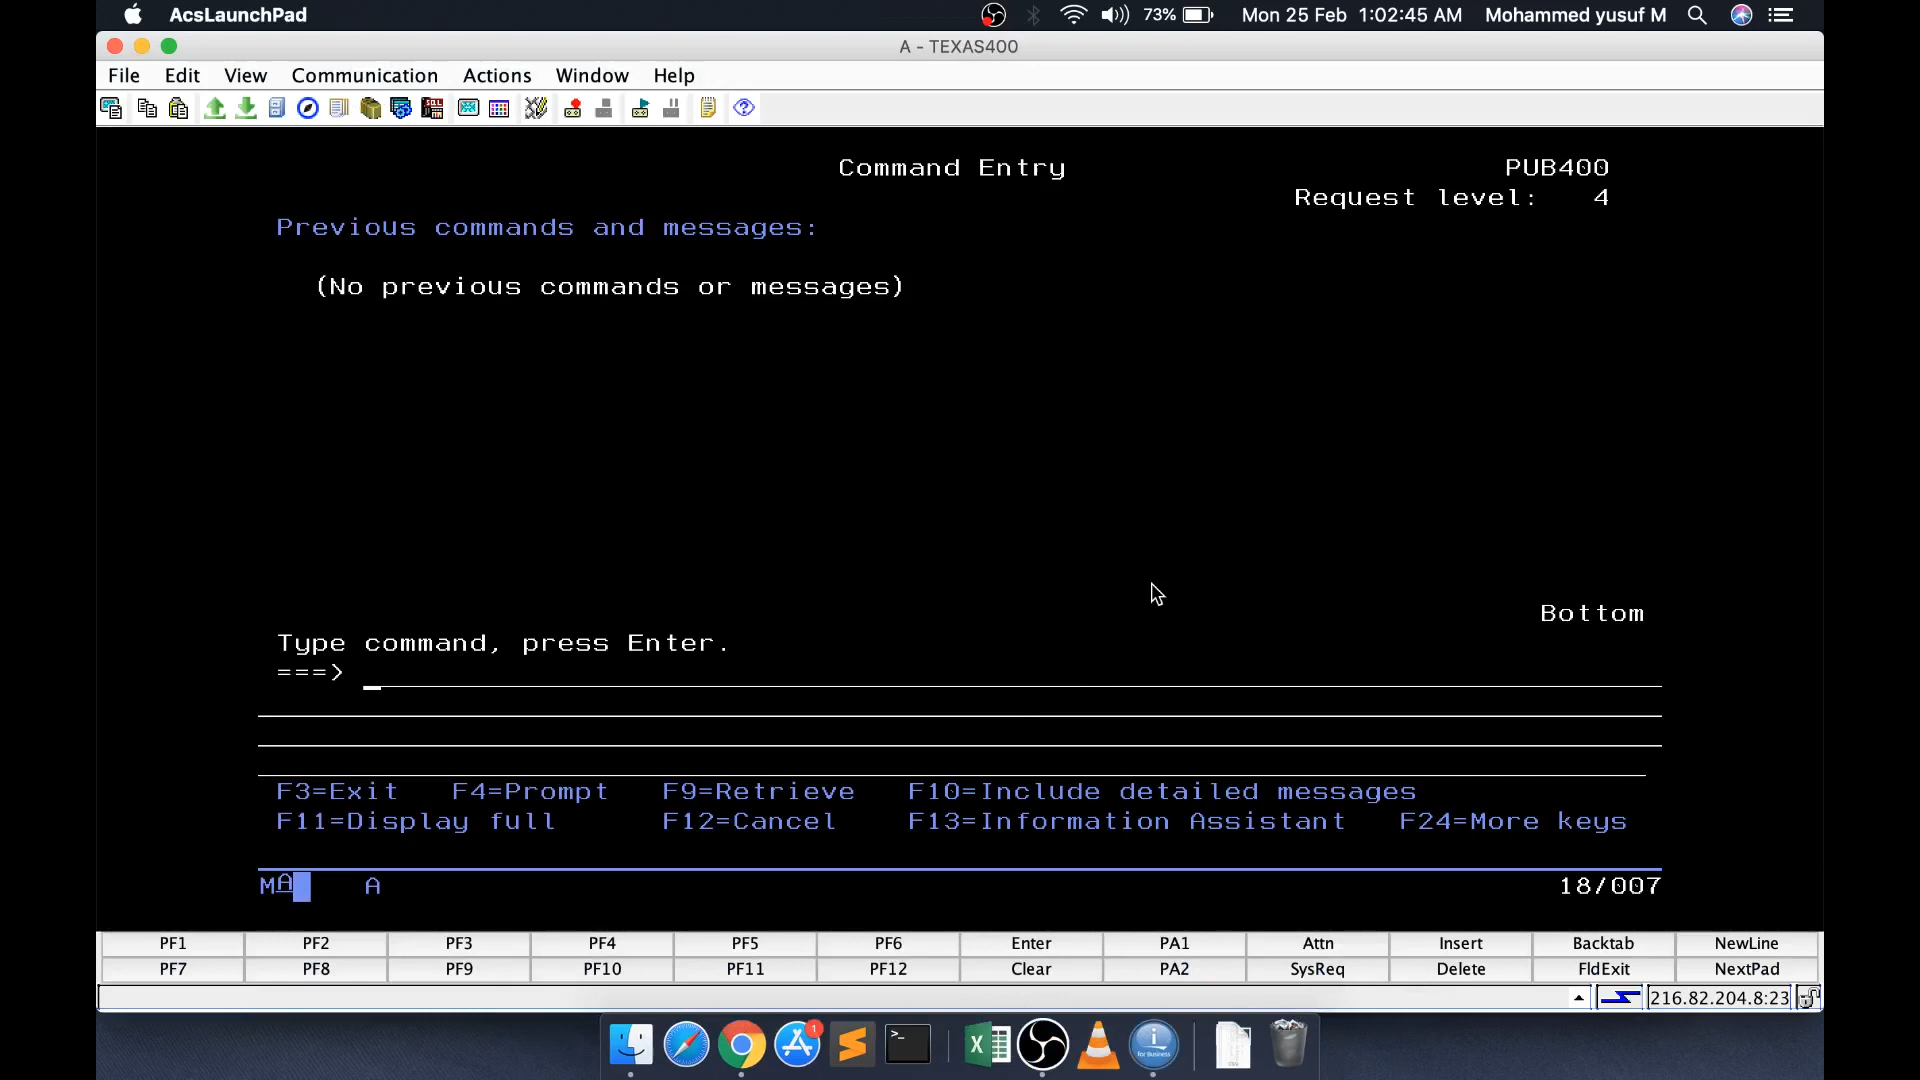 AcsLaunchPad 73% Mon 25 Feb 1:02:45 AM Mohammed yusuf M
A - TEXAS400
File Edit View Communication Actions Window Help
SQL
Command Entry PUB400
Request level: 4
Previous commands and messages:
(No previous commands or messages)
Bottom
Type command, press Enter.
===>
F3=Exit F4=Prompt F9=Retrieve F10=Include detailed messages
F11=Display full F12=Cancel F13=Information Assistant F24=More keys
MA A 18/007
PF1 PF2 PF3 PF4 PF5 PF6 Enter PA1 Attn Insert Backtab NewLine
PF7 PF8 PF9 PF10 PF11 PF12 Clear PA2 SysReq Delete FldExit NextPad
216.82.204.8:23
1
for Business